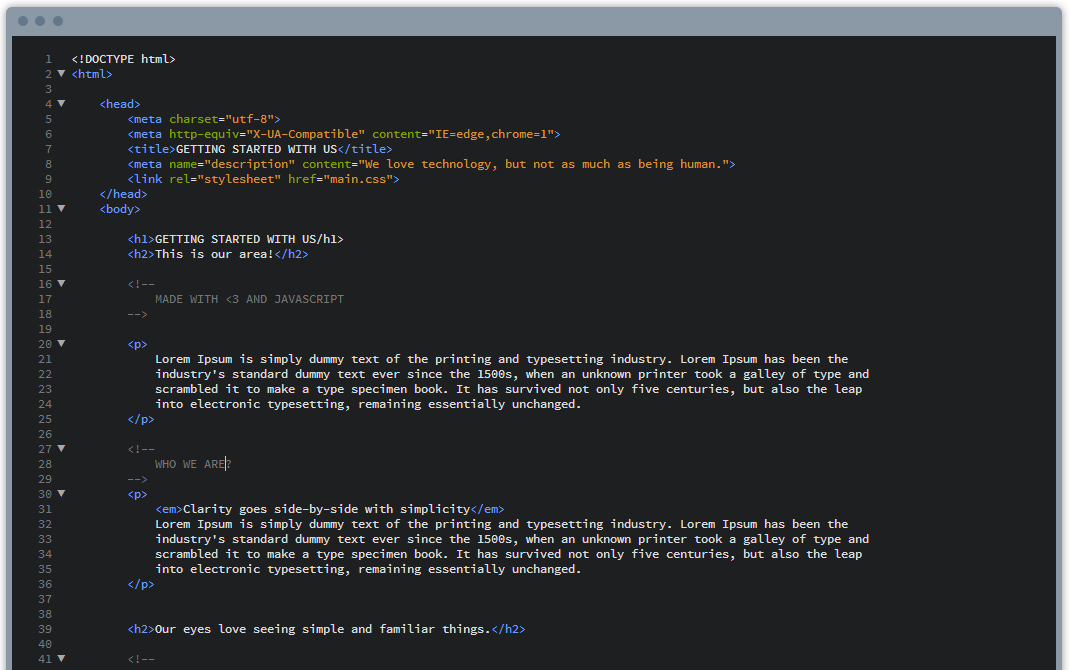 1 <!DOCTYPE html>
2 <html>
3
4 <head>
5 <meta charset="utf-8">
6 <meta http-equiv="X-UA-Compatible" content="IE=edge,chrome=1">
7 <title>GETTING STARTED WITH US</title>
8 <meta name="description" content="We love technology, but not as much as being human.">
9 <link rel="stylesheet" href="main.css">
10 </head>
11 <body>
12
13 <h1>GETTING STARTED WITH US/h1>
14 <h2>This is our area!</h2>
15
16 <!--
17 MADE WITH <3 AND JAVASCRIPT
18 -->
19
20 <p>
21 Lorem Ipsum is simply dummy text of the printing and typesetting industry. Lorem Ipsum has been the
22 industry's standard dummy text ever since the 1500s, when an unknown printer took a galley of type and
23 scrambled it to make a type specimen book. It has survived not only five centuries, but also the leap
24 into electronic typesetting, remaining essentially unchanged.
25 </p>
26
27 <!--
28 WHO WE ARE?
29 -->
30 <p>
31 <em>Clarity goes side-by-side with simplicity</em>
32 Lorem Ipsum is simply dummy text of the printing and typesetting industry. Lorem Ipsum has been the
33 industry's standard dummy text ever since the 1500s, when an unknown printer took a galley of type and
34 scrambled it to make a type specimen book. It has survived not only five centuries, but also the leap
35 into electronic typesetting, remaining essentially unchanged.
36 </p>
37
38
39 <h2>Our eyes love seeing simple and familiar things.</h2>
40
41 <!--